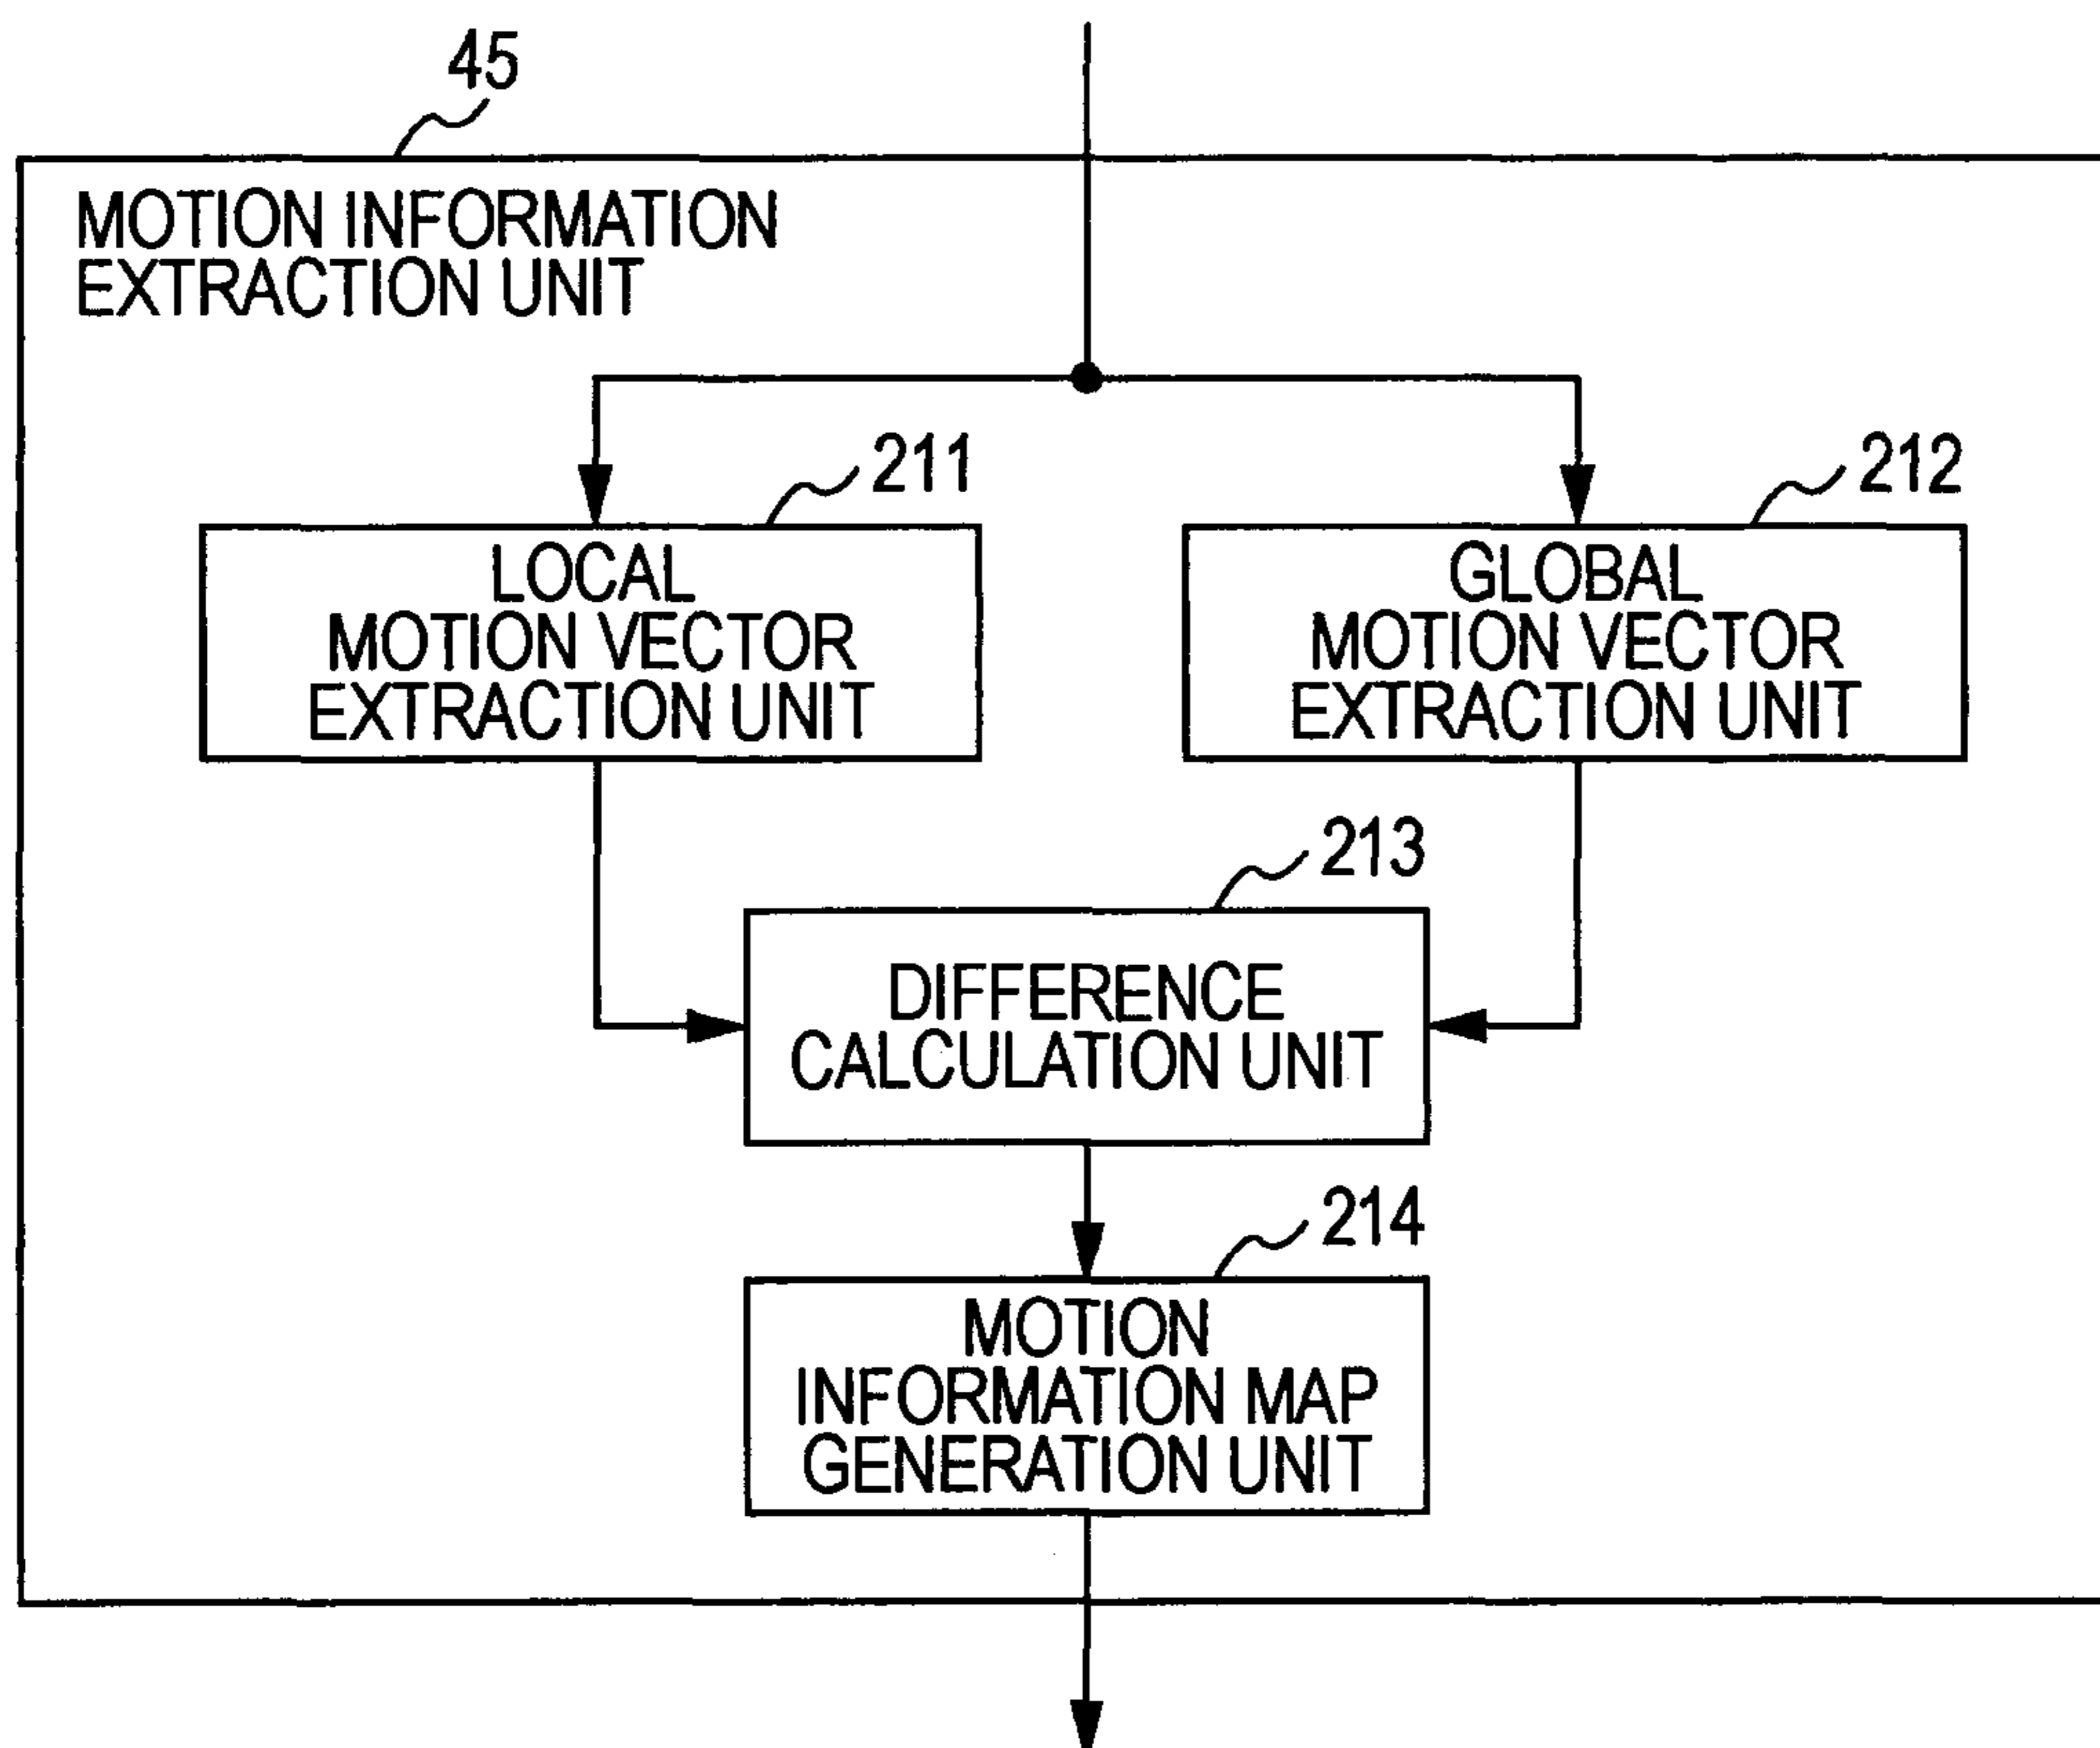 45
MOTION INFORMATION
EXTRACTION UNIT
211
212
LOCAL
MOTION VECTOR
EXTRACTION UNIT
GLOBAL
MOTION VECTOR
EXTRACTION UNIT
213
DIFFERENCE
CALCULATION UNIT
214
MOTION
INFORMATION MAP
GENERATION UNIT